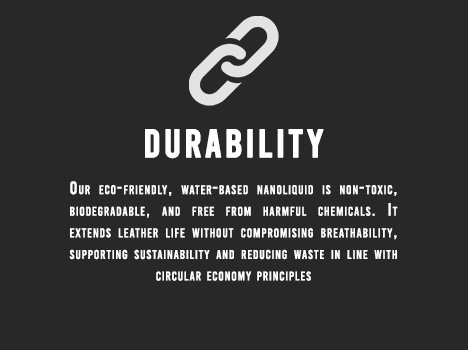 DURABILITY
Our eco-friendly, water-based nanoliquid is non-toxic,
biodegradable, and free from harmful chemicals. It
extends leather life without compromising breathability,
supporting sustainability and reducing waste in line with
circular economy principles